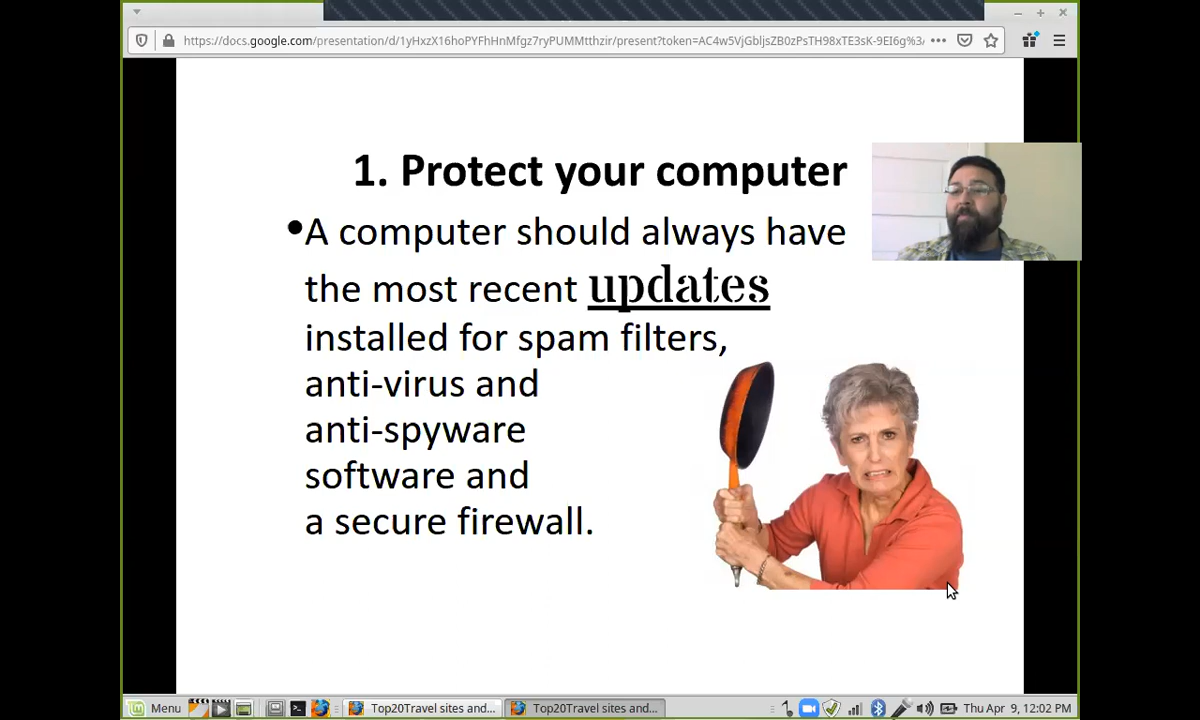 https://docs.google.com/presentation/d/1yHxzX16hoPYFhHnMfgz7ryPUMMtthzir/present?token=AC4w5VjGbljsZB0zPsTH98xTE3sK-9EI6g%3/
1. Protect your computer
•A computer should always have
the most recent updates
installed for spam filters,
anti-virus and
anti-spyware
software and
a secure firewall.
Menu Top20Travel sites and... Top20Travel sites and... Thu Apr 9, 12:02 PM